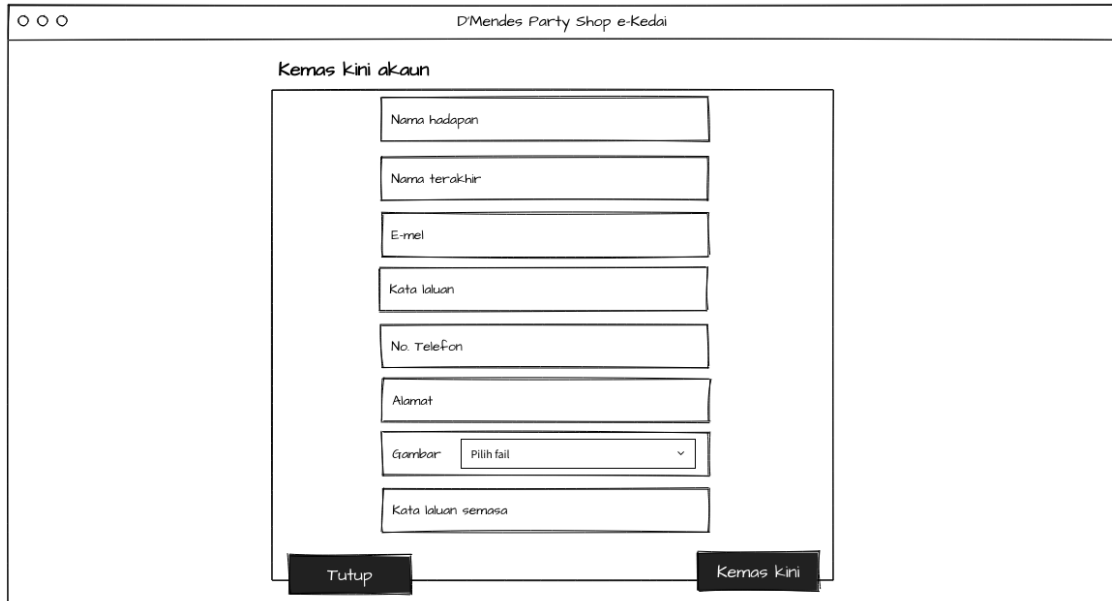 D'Mendes Party Shop e-Kedai
Kemas kini akaun
Nama hadapan
Nama terakhir
E-mel
Kata laluan
No. Telefon
Alamat
Gambar Pilih fail
Kata laluan semasa
Tutup Kemas kini